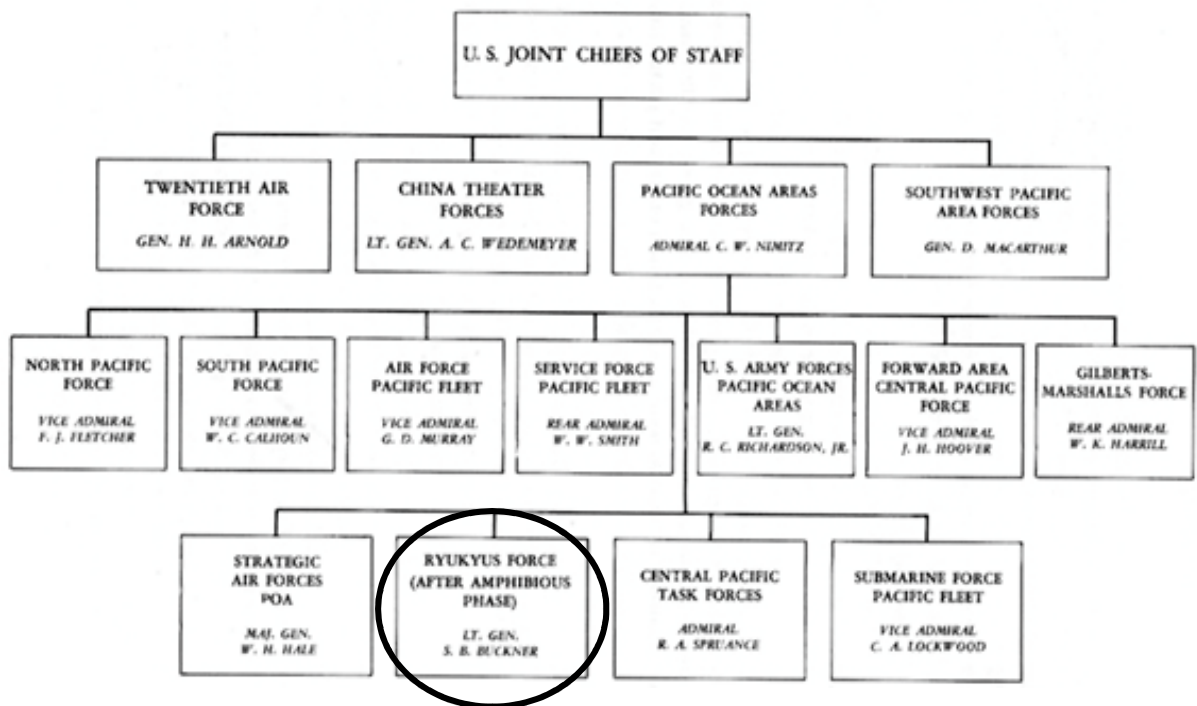 U. S. JOINT CHIEFS OF STAFF
TWENTIETH AIR
FORCE
GEN. H. H. ARNOLD
CHINA THEATER
FORCES
LT. GEN. A. C. WEDEMEYER
PACIFIC OCEAN AREAS
FORCES
ADMIRAL C. W. NIMITZ
SOUTHWEST PACIFIC
AREA FORCES
GEN. D. MACARTHUR
NORTH PACIFIC
FORCE
VICE ADMIRAL
F. J. FLETCHER
SOUTH PACIFIC
FORCE
VICE ADMIRAL
W. C. CALHOUN
AIR FORCE
PACIFIC FLEET
VICE ADMIRAL
G. D. MURRAY
SERVICE FORCE
PACIFIC FLEET
REAR ADMIRAL
W. W. SMITH
U. S. ARMY FORCES
PACIFIC OCEAN
AREAS
LT. GEN.
R. C. RICHARDSON, JR.
FORWARD AREA
CENTRAL PACIFIC
FORCE
VICE ADMIRAL
J. H. HOOVER
GILBERTS-
MARSHALLS FORCE
REAR ADMIRAL
W. K. HARRILL
STRATEGIC
AIR FORCES
POA
MAJ. GEN.
W. H. HALE
RYUKYUS FORCE
(AFTER AMPHIBIOUS
PHASE)
LT. GEN.
S. B. BUCKNER
CENTRAL PACIFIC
TASK FORCES
ADMIRAL
R. A. SPRUANCE
SUBMARINE FORCE
PACIFIC FLEET
VICE ADMIRAL
C. A. LOCKWOOD